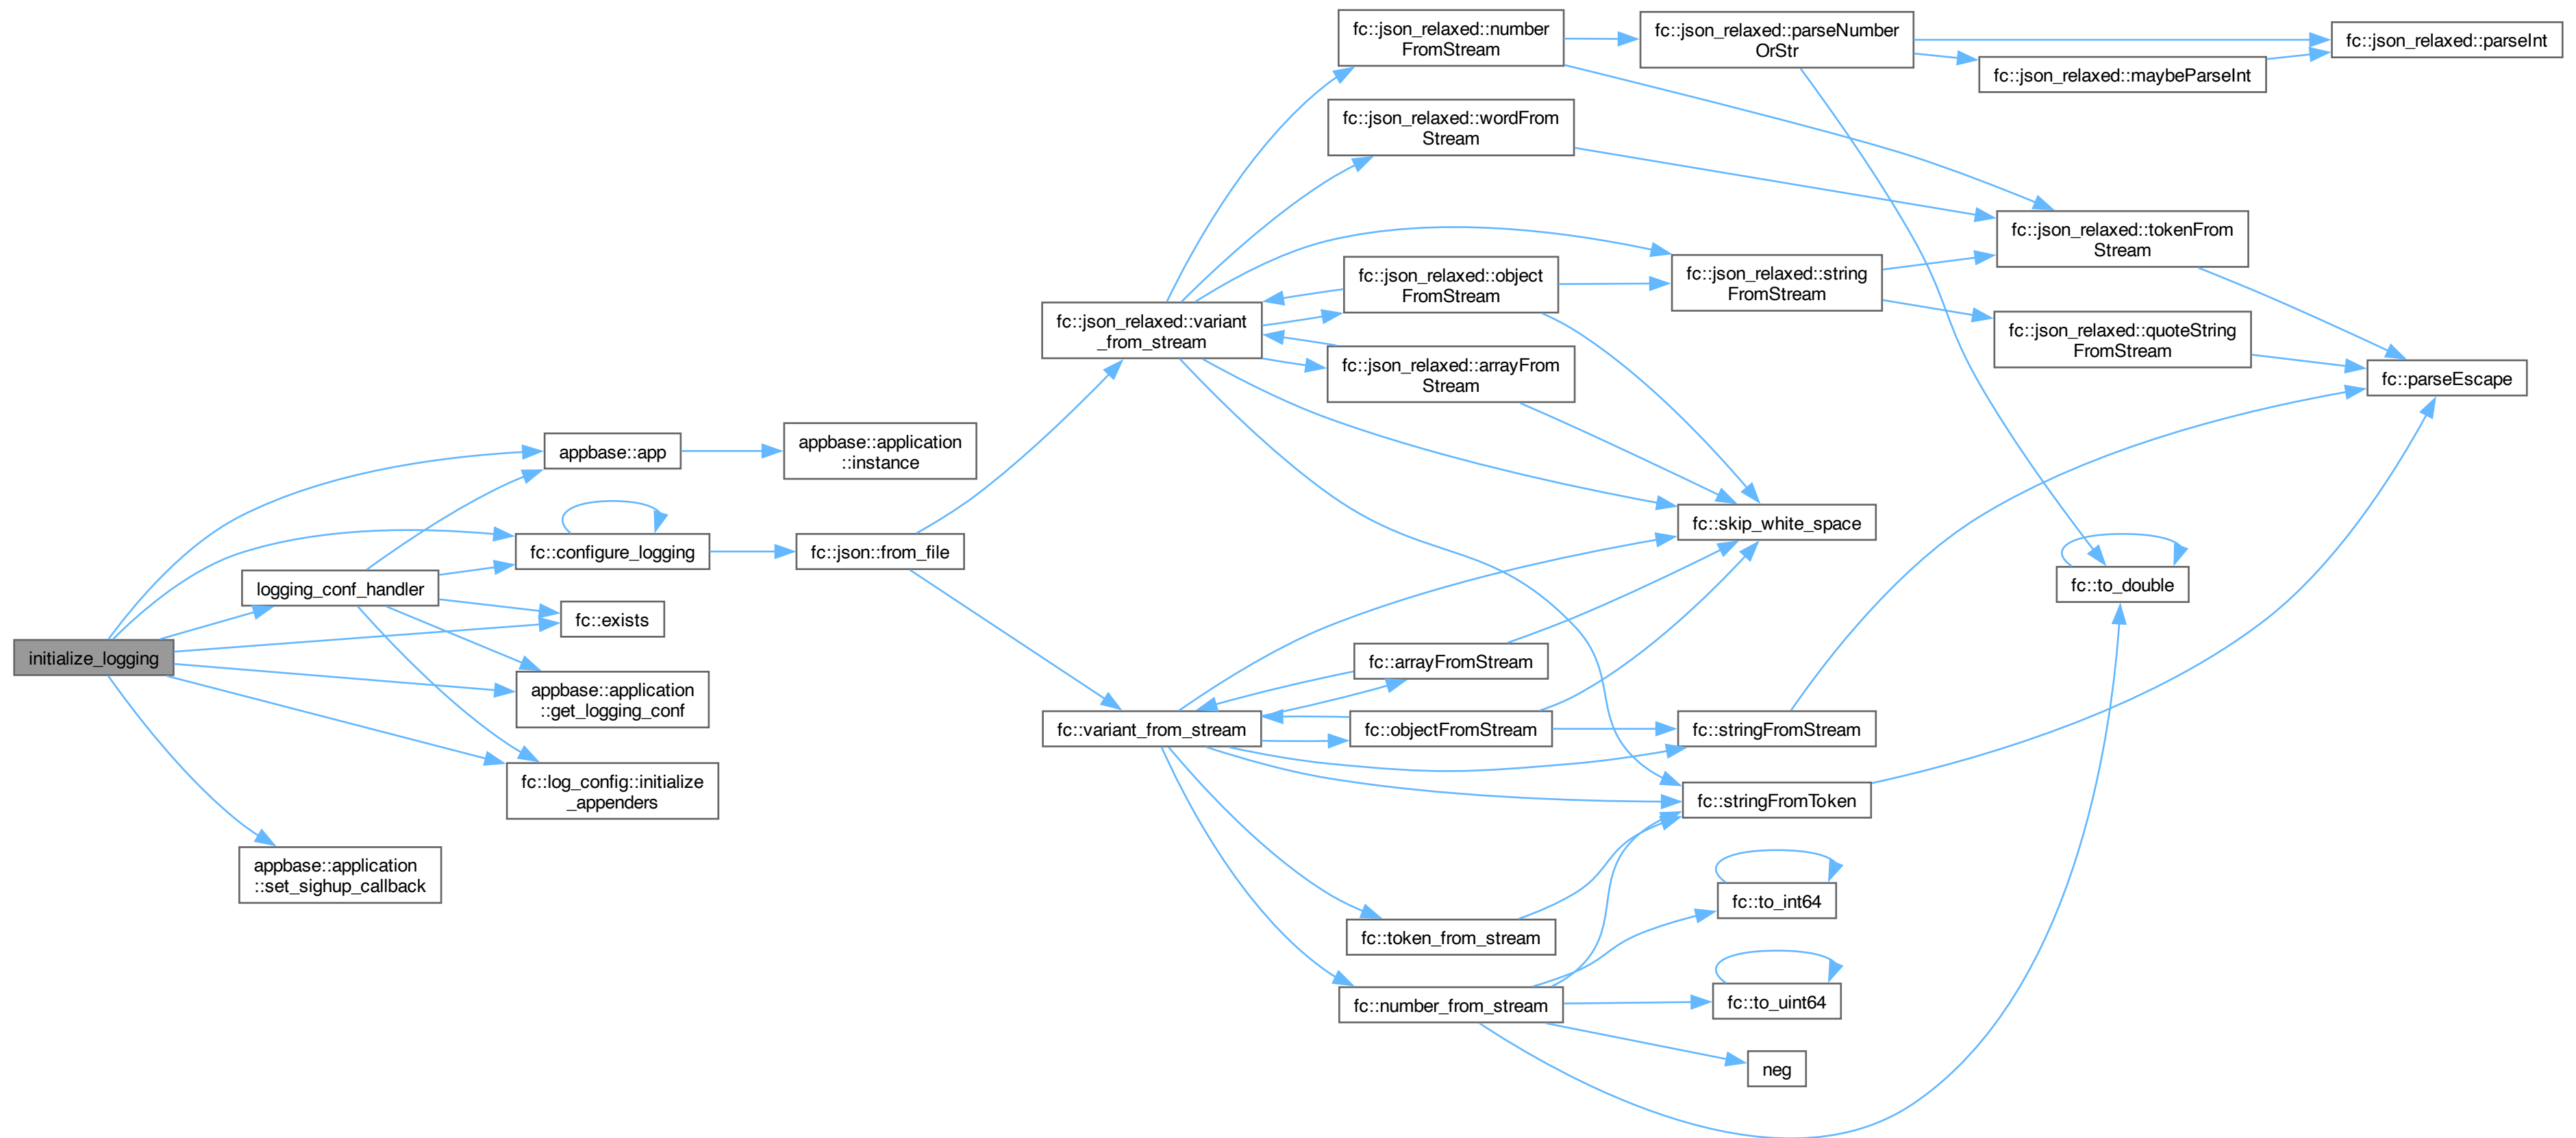 initialize_logging
appbase::app
appbase::application
::instance
fc::configure_logging
logging_conf_handler
fc::exists
appbase::application
::get_logging_conf
fc::log_config::initialize
_appenders
appbase::application
::set_sighup_callback
fc::json::from_file
fc::json_relaxed::variant
_from_stream
fc::variant_from_stream
fc::json_relaxed::number
FromStream
fc::json_relaxed::wordFrom
Stream
fc::json_relaxed::object
FromStream
fc::json_relaxed::arrayFrom
Stream
fc::arrayFromStream
fc::objectFromStream
fc::token_from_stream
fc::number_from_stream
fc::json_relaxed::parseNumber
OrStr
fc::json_relaxed::string
FromStream
fc::skip_white_space
fc::stringFromStream
fc::stringFromToken
fc::to_int64
fc::to_uint64
neg
fc::json_relaxed::maybeParseInt
fc::json_relaxed::tokenFrom
Stream
fc::json_relaxed::quoteString
FromStream
fc::to_double
fc::json_relaxed::parseInt
fc::parseEscape